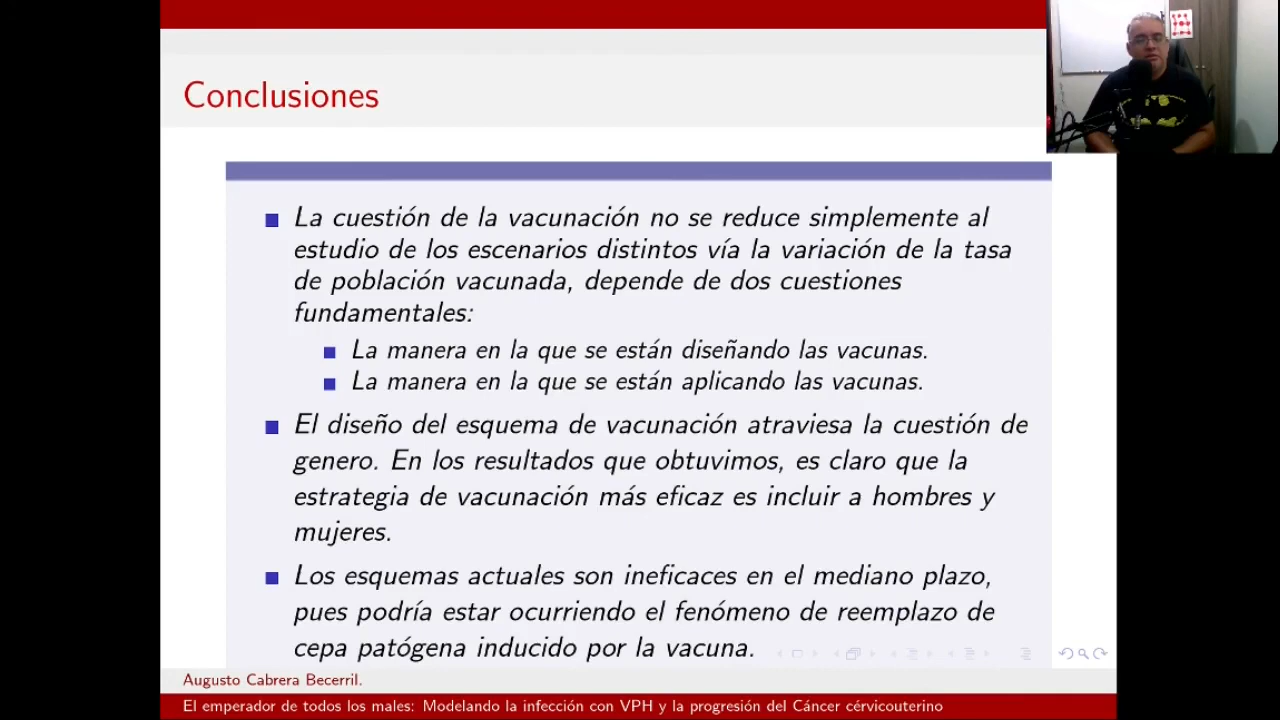 Conclusiones
La cuestión de la vacunación no se reduce simplemente al
estudio de los escenarios distintos vía la variación de la tasa
de población vacunada, depende de dos cuestiones
fundamentales:
La manera en la que se están diseñando las vacunas.
La manera en la que se están aplicando las vacunas.
El diseño del esquema de vacunación atraviesa la cuestión de
genero. En los resultados que obtuvimos, es claro que la
estrategia de vacunación más eficaz es incluir a hombres y
mujeres.
Los esquemas actuales son ineficaces en el mediano plazo,
pues podría estar ocurriendo el fenómeno de reemplazo de
cepa patógena inducido por la vacuna.
Augusto Cabrera Becerril.
El emperador de todos los males: Modelando la infección con VPH y la progresión del Cáncer cérvicouterino